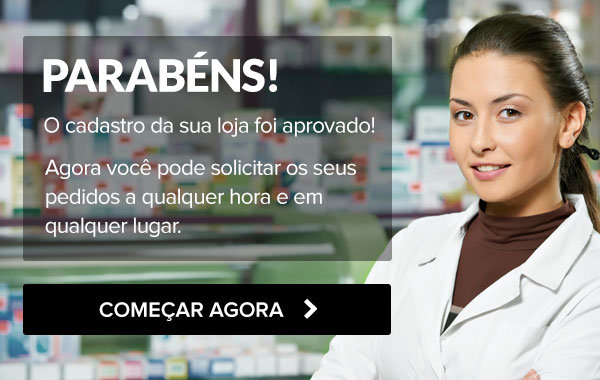 PARABÉNS!
O cadastro da sua loja foi aprovado!
Agora você pode solicitar os seus
pedidos a qualquer hora e em
qualquer lugar.
COMEÇAR AGORA